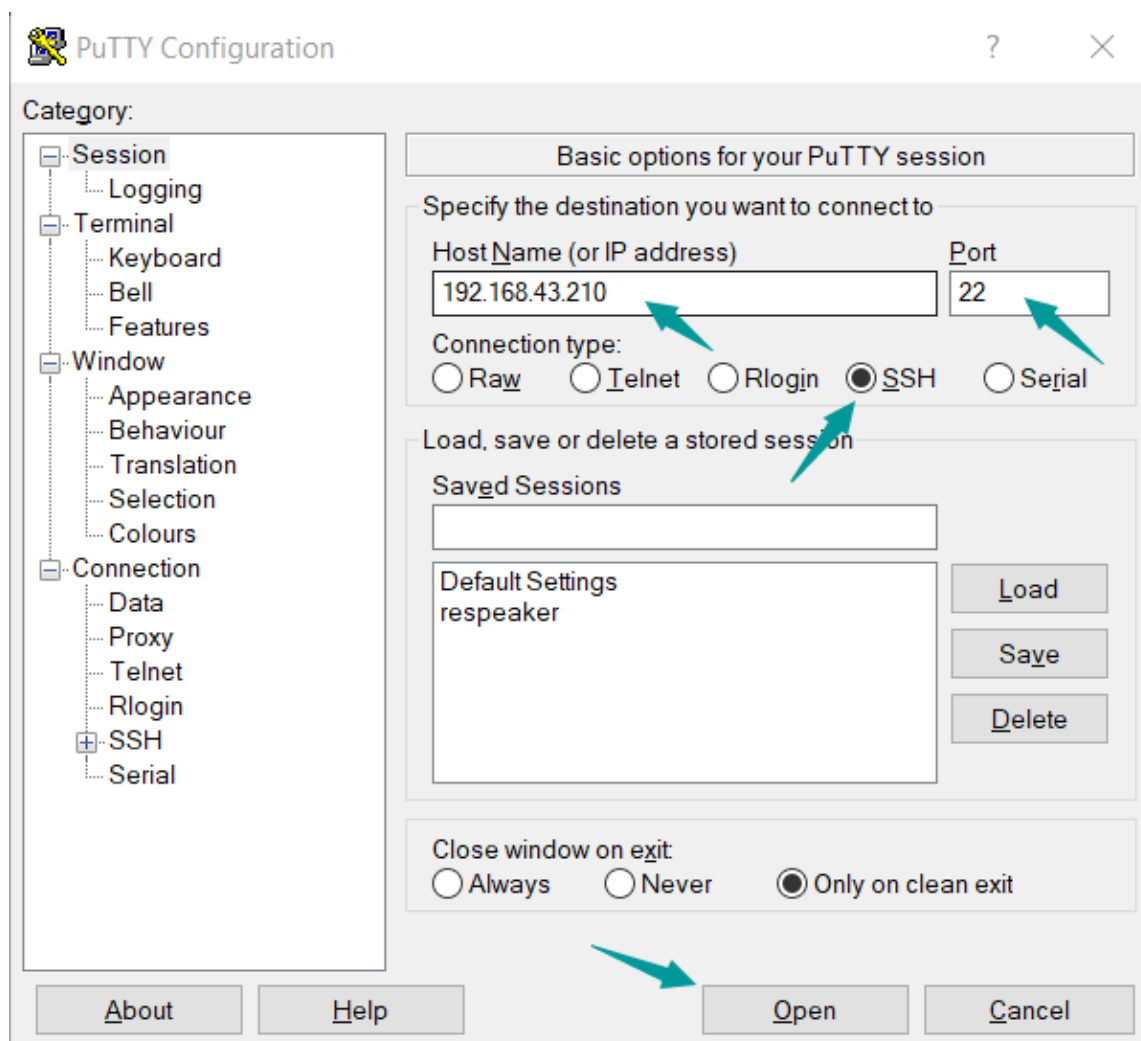 PuTTY Configuration
?
Category:
Session
Logging
Terminal
Keyboard
Bell
Features
Window
Appearance
Behaviour
Translation
Selection
Colours
Connection
Data
Proxy
Telnet
Rlogin
SSH
Serial
Basic options for your PuTTY session
Specify the destination you want to connect to
Host Name (or IP address) Port
192.168.43.210 22
Connection type:
Raw Telnet Rlogin SSH Serial
Load, save or delete a stored session
Saved Sessions
Default Settings
respeaker
Load
Save
Delete
Close window on exit:
Always Never Only on clean exit
About Help Open Cancel